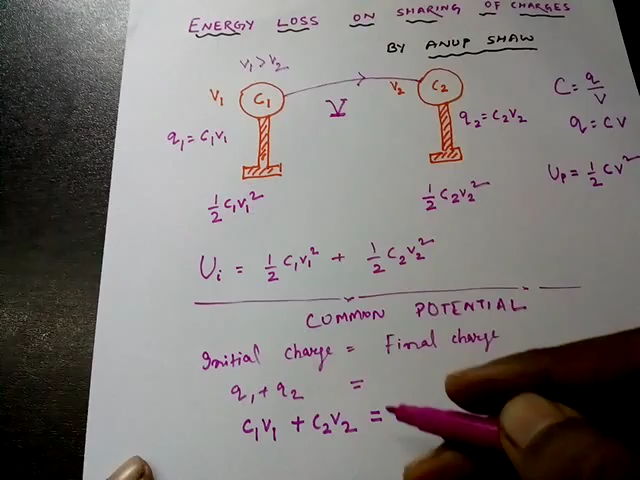 ENERGY LOSS ON SHARING OF CHARGES
BY ANUP SHAW
V₁ > V₂
V₁ C₁ V V₂ C₂
C = q/V
q₁ = C₁V₁
q₂ = C₂V₂
q = CV
½ C₁V₁²
½ C₂V₂²
Uₚ = ½ CV²
Uᵢ = ½ C₁V₁² + ½ C₂V₂²
COMMON POTENTIAL
Initial charge = Final charge
q₁ + q₂ =
C₁V₁ + C₂V₂ =